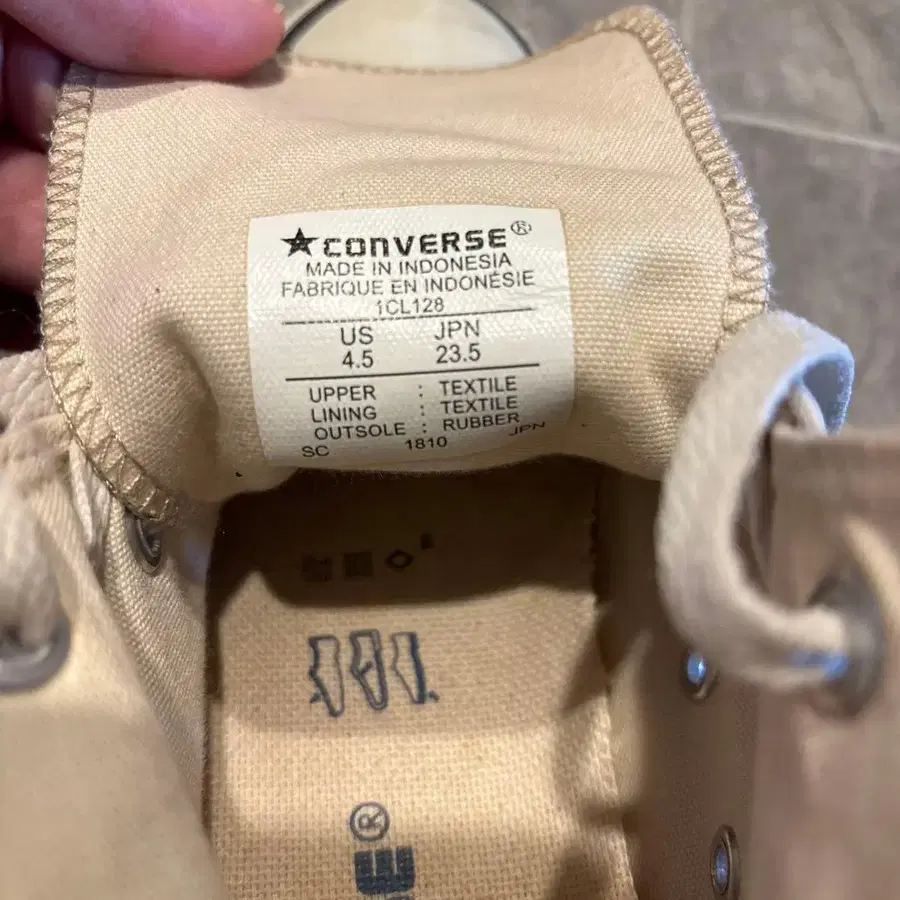 ★CONVERSE®
MADE IN INDONESIA
FABRIQUE EN INDONÉSIE
1CL128
US JPN
4.5 23.5
UPPER : TEXTILE
LINING : TEXTILE
OUTSOLE : RUBBER
SC 1810 JPN
E®